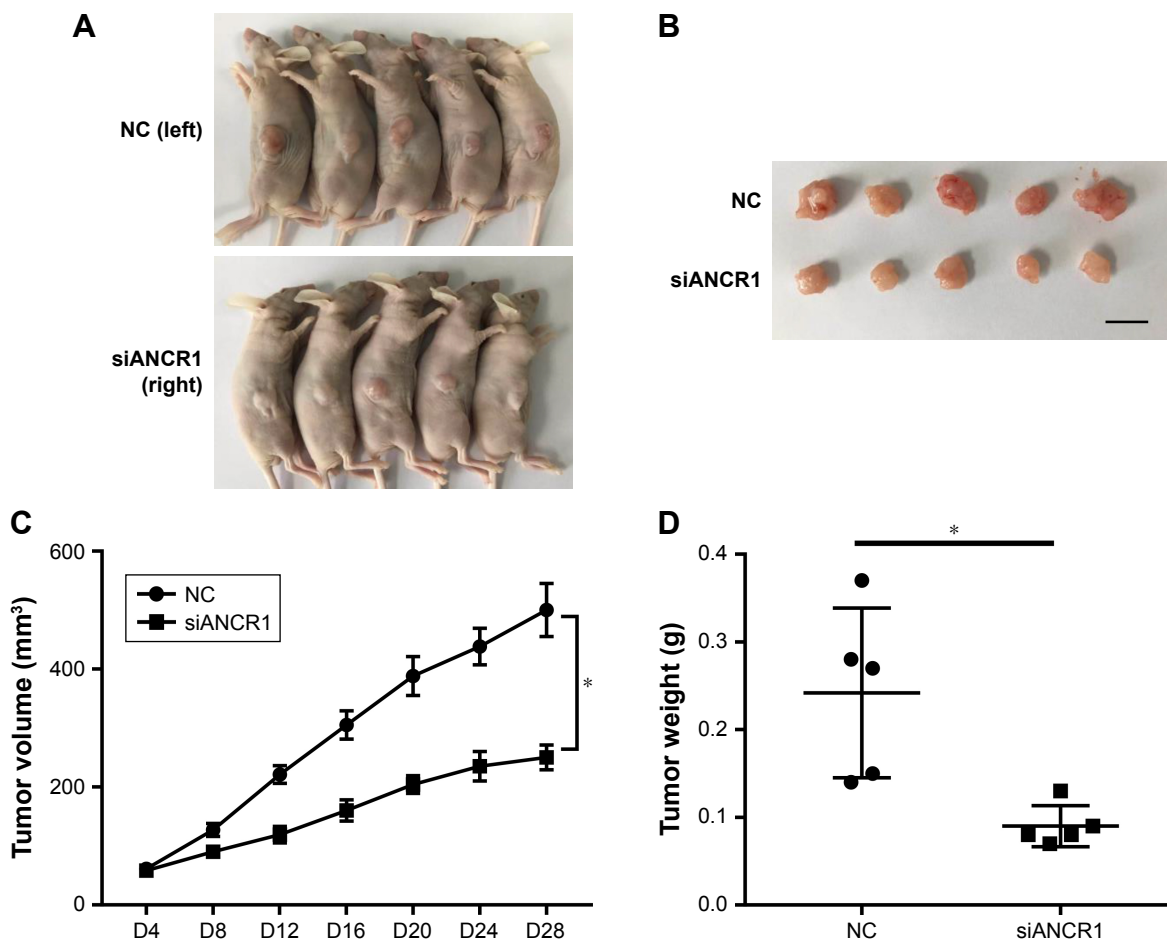 A
NC (left)
siANCR1
(right)
B
NC
siANCR1
C
600
400
200
0
Tumor volume (mm³)
NC
siANCR1
*
D4
D8
D12
D16
D20
D24
D28
D
*
0.4
0.3
0.2
0.1
0.0
Tumor weight (g)
NC
siANCR1